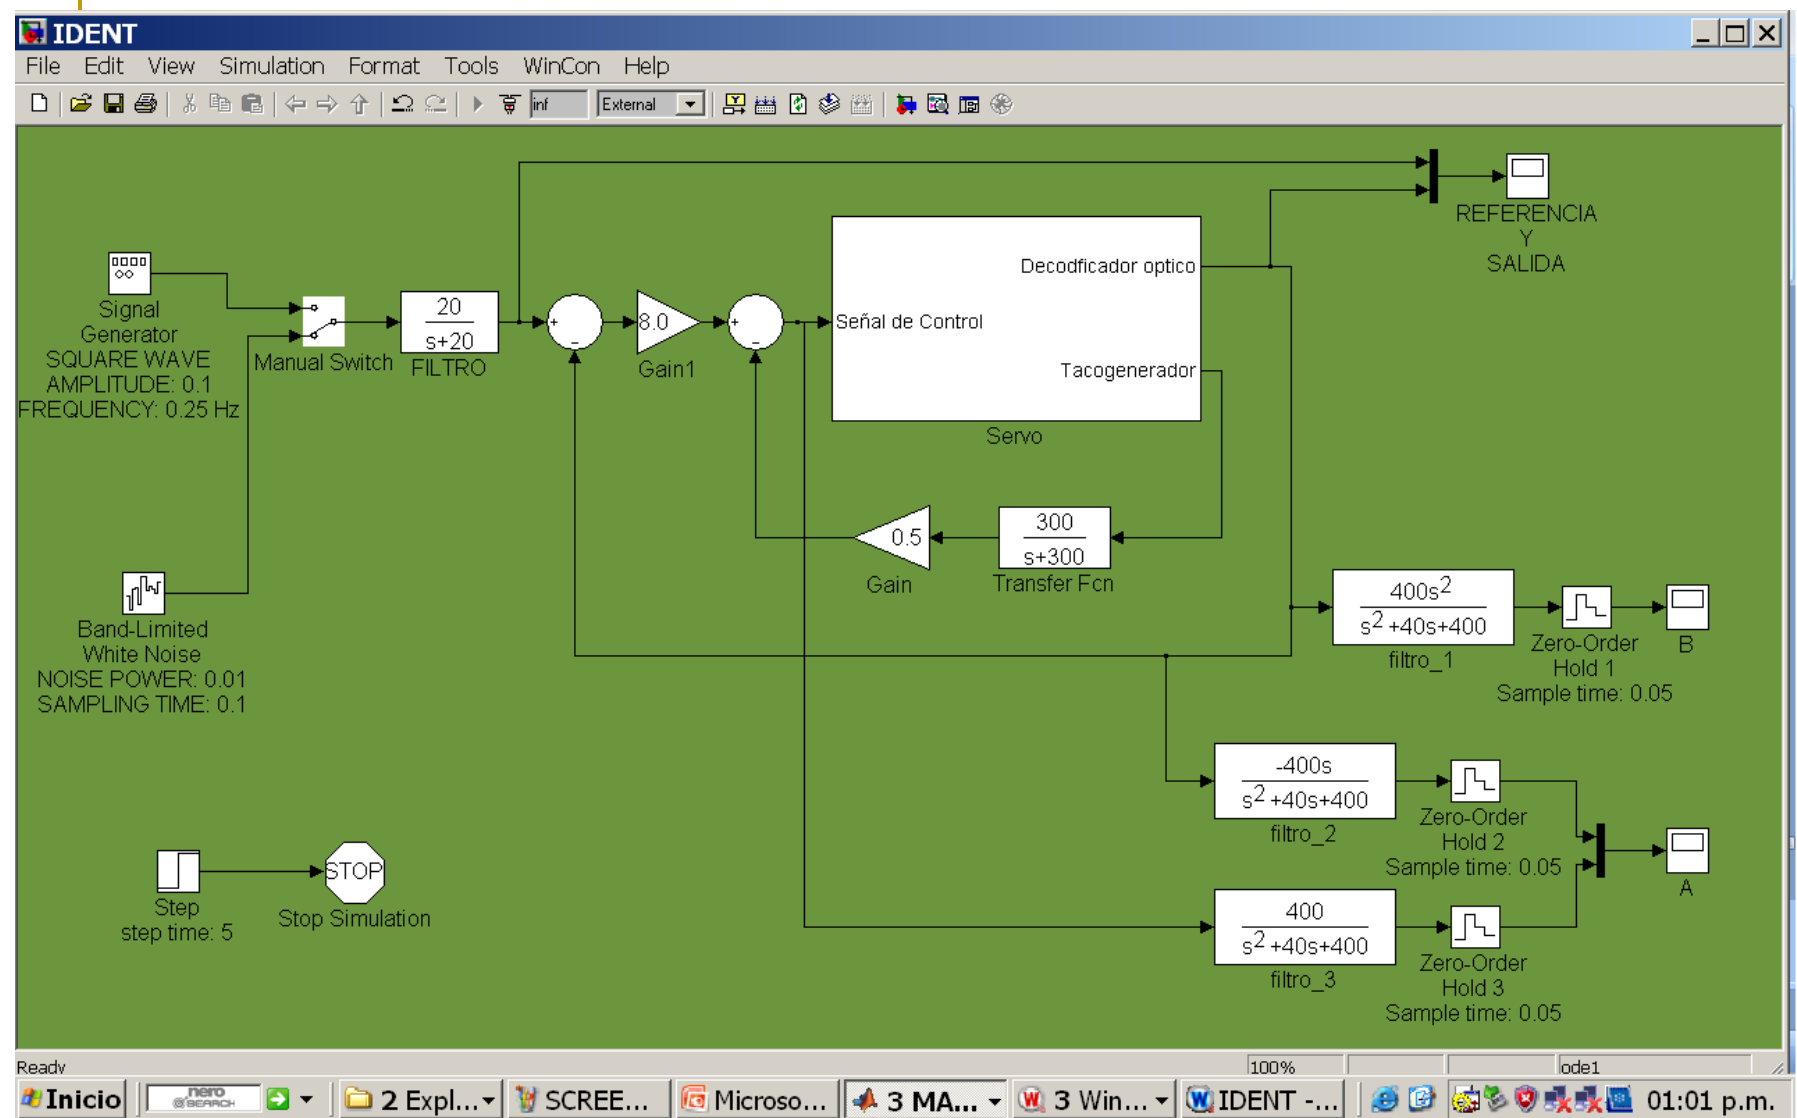 IDENT
File Edit View Simulation Format Tools WinCon Help
inf External
REFERENCIA
Y
SALIDA
Decodficador optico
Señal de Control
Tacogenerador
Servo
Signal
Generator
SQUARE WAVE
AMPLITUDE: 0.1
FREQUENCY: 0.25 Hz
Manual Switch
20
s+20
FILTRO
+
-
8.0
Gain1
+
-
0.5
Gain
300
s+300
Transfer Fcn
Band-Limited
White Noise
NOISE POWER: 0.01
SAMPLING TIME: 0.1
400s2
s2+40s+400
filtro_1
Zero-Order
Hold 1
Sample time: 0.05
B
-400s
s2+40s+400
filtro_2
Zero-Order
Hold 2
Sample time: 0.05
A
400
s2+40s+400
filtro_3
Zero-Order
Hold 3
Sample time: 0.05
Step
step time: 5
STOP
Stop Simulation
Ready 100% ode1
Inicio nero SEARCH 2 Expl... SCREE... Microso... 3 MA... 3 Win... IDENT -... 01:01 p.m.